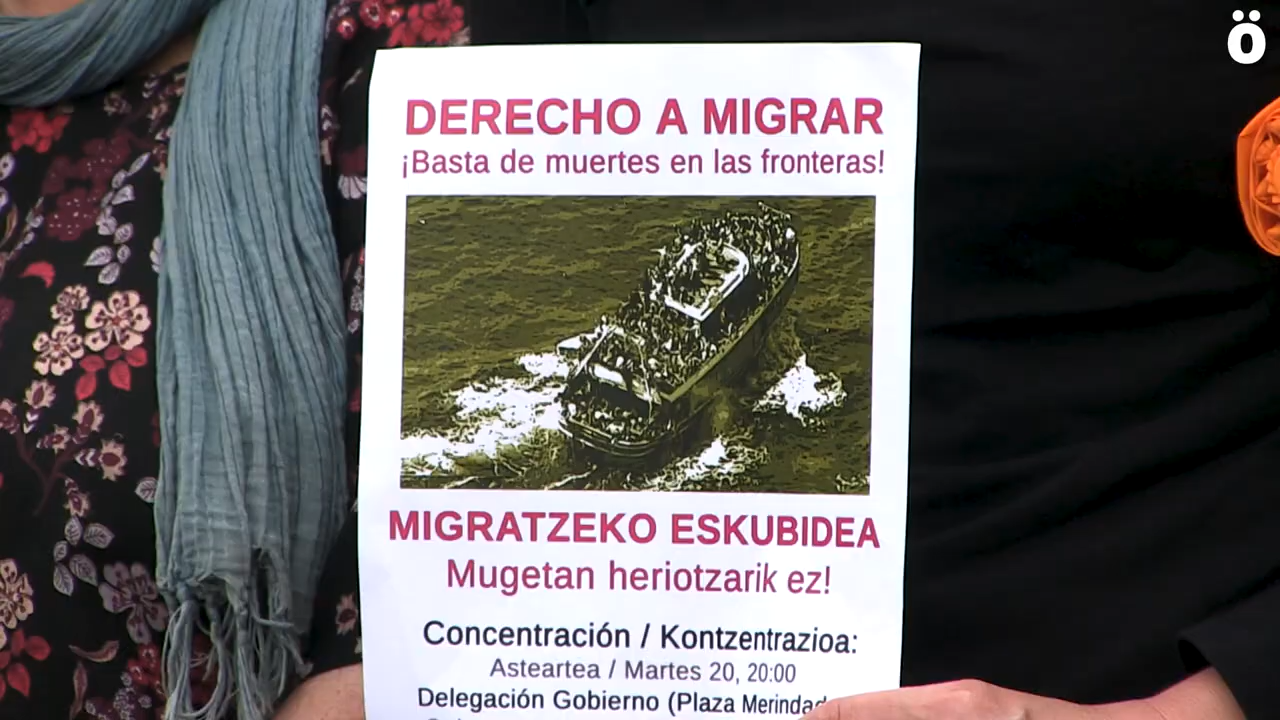 ö
DERECHO A MIGRAR
¡Basta de muertes en las fronteras!
MIGRATZEKO ESKUBIDEA
Mugetan heriotzarik ez!
Concentración / Kontzentrazioa:
Asteartea / Martes 20, 20:00
Delegación Gobierno (Plaza